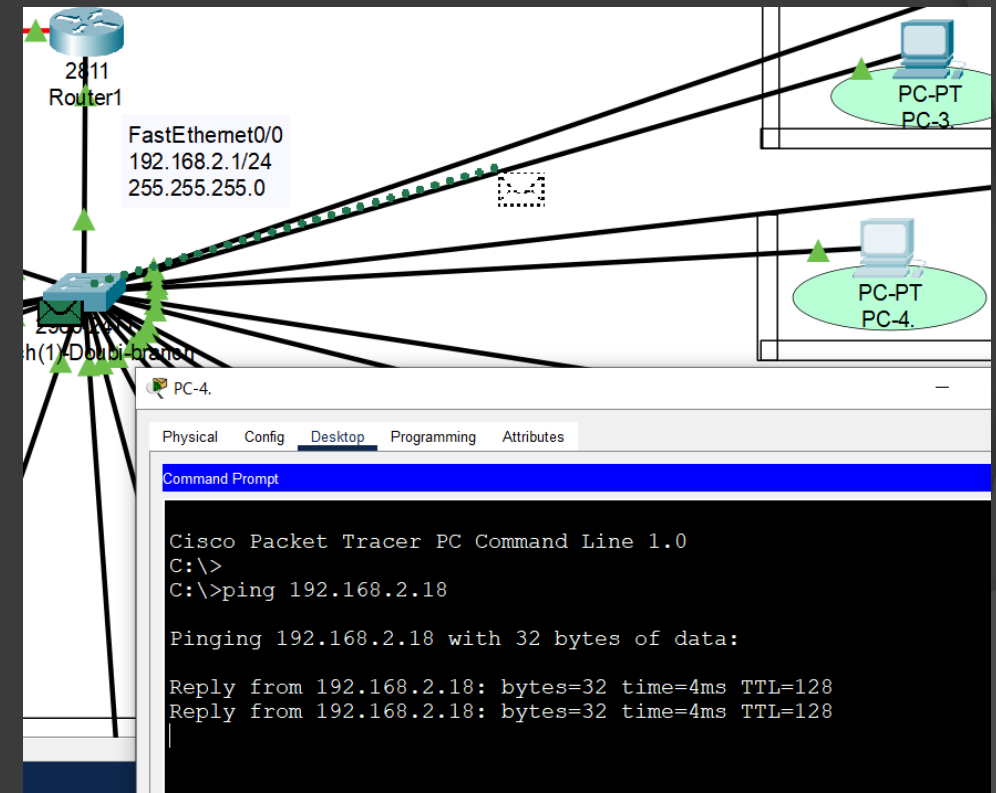 2811
Router1
FastEthernet0/0
192.168.2.1/24
255.255.255.0
PC-PT
PC-3.
PC-PT
PC-4.
h(1)-Doubi-branch
PC-4.
Physical Config Desktop Programming Attributes
Command Prompt
Cisco Packet Tracer PC Command Line 1.0
C:\>
C:\>ping 192.168.2.18
Pinging 192.168.2.18 with 32 bytes of data:
Reply from 192.168.2.18: bytes=32 time=4ms TTL=128
Reply from 192.168.2.18: bytes=32 time=4ms TTL=128